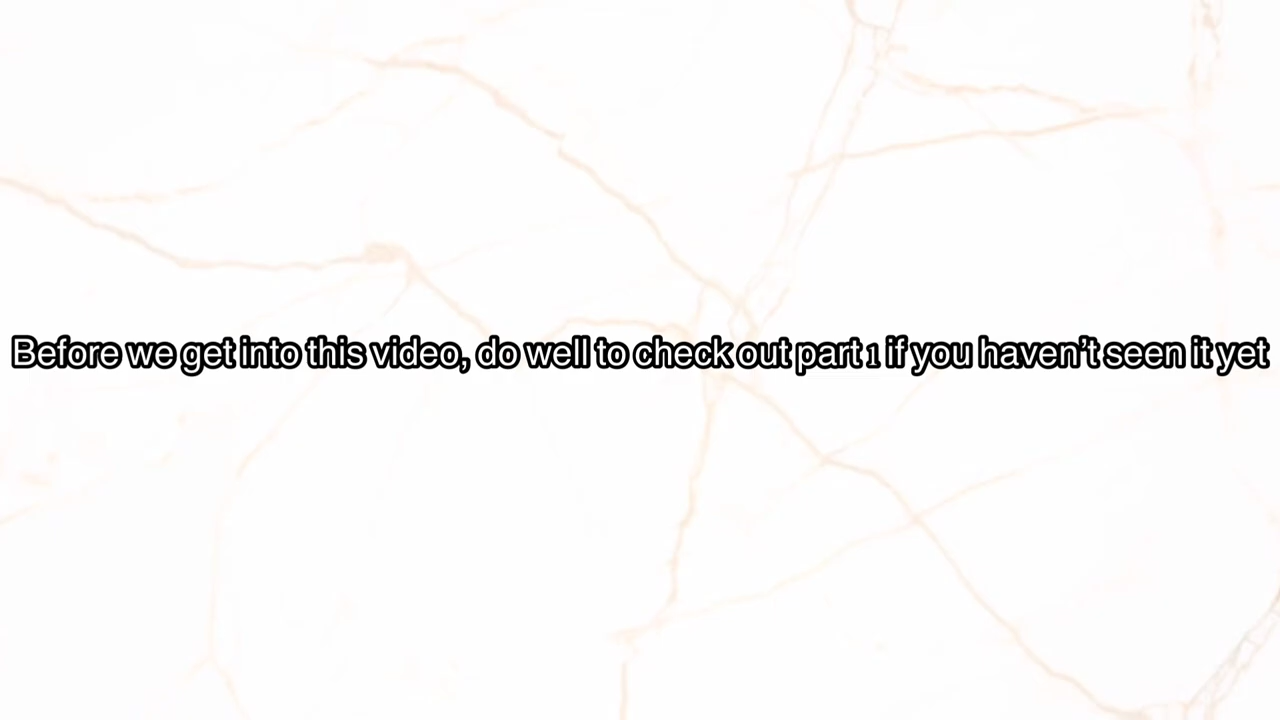 Before we get into this video, do well to check out part 1 if you haven’t seen it yet